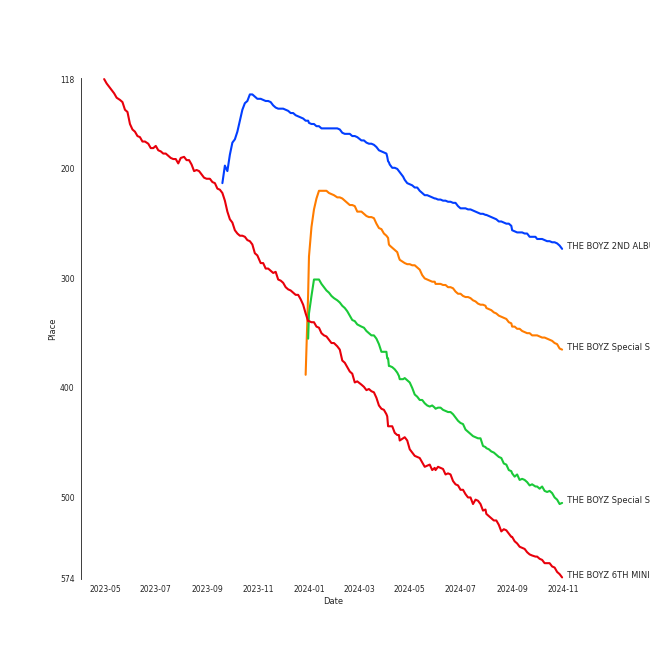 118
200
300
400
500
574
Place
THE BOYZ 2ND
THE BOYZ Special
THE BOYZ Special
THE BOYZ 6TH MINI
2023-05 2023-07 2023-09 2023-11 2024-01 2024-03 2024-05 2024-07 2024-09 2024-11
Date